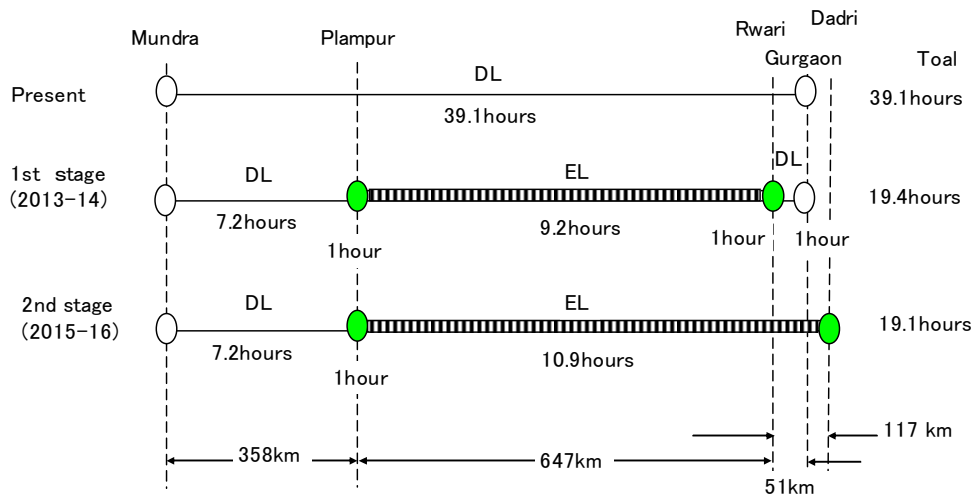 Mundra
Plampur
Rwari
Dadri
Gurgaon
Toal
Present
DL
39.1hours
39.1hours
1st stage
(2013-14)
DL
EL
DL
7.2hours
9.2hours
19.4hours
1hour
1hour
1hour
2nd stage
(2015-16)
DL
EL
7.2hours
10.9hours
19.1hours
1hour
117 km
358km
647km
51km